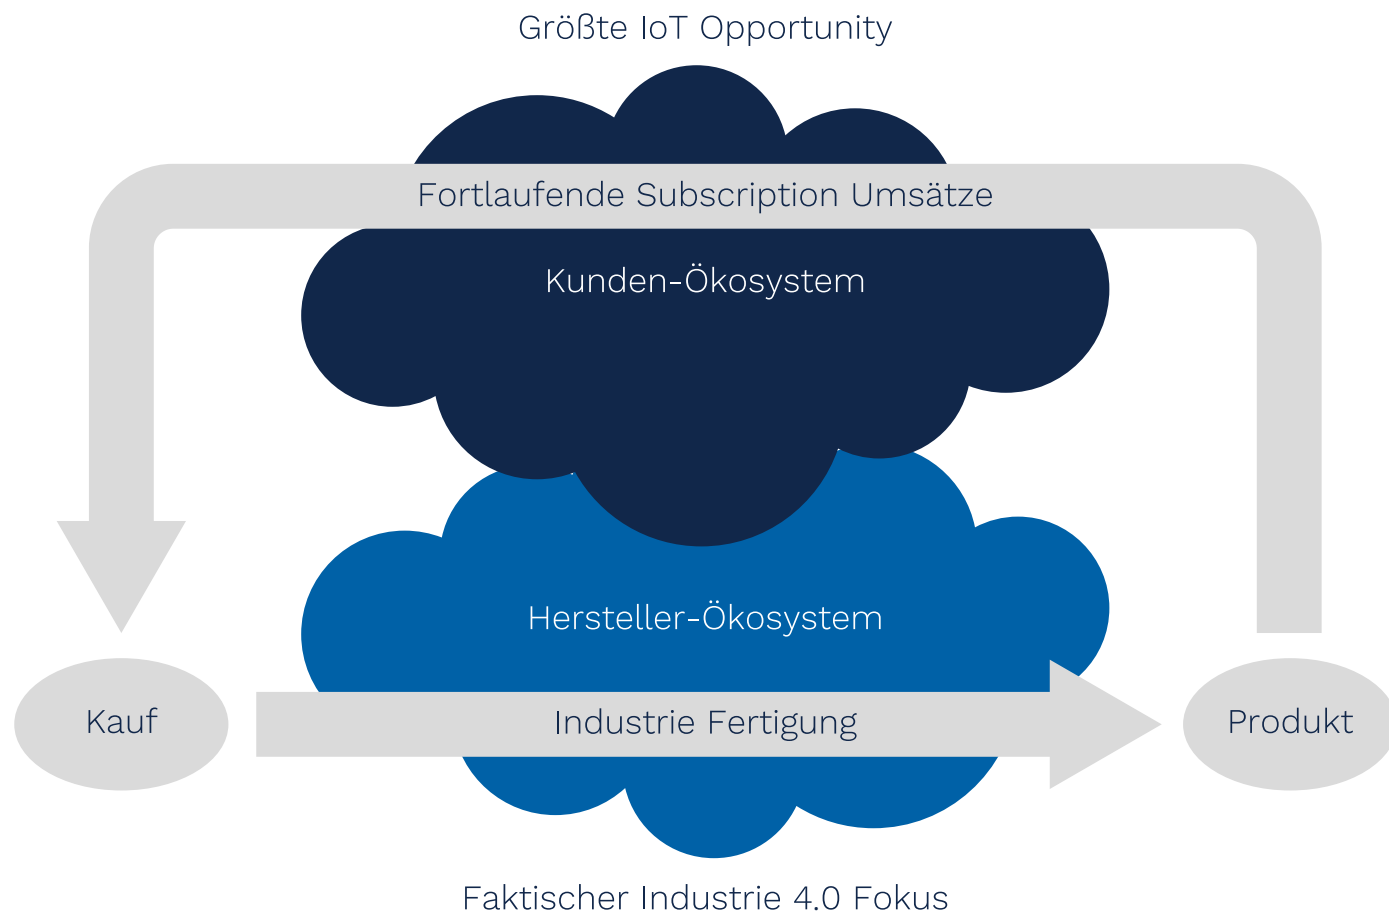 Größte IoT Opportunity
Fortlaufende Subscription Umsätze
Kunden-Ökosystem
Hersteller-Ökosystem
Kauf
Industrie Fertigung
Produkt
Faktischer Industrie 4.0 Fokus